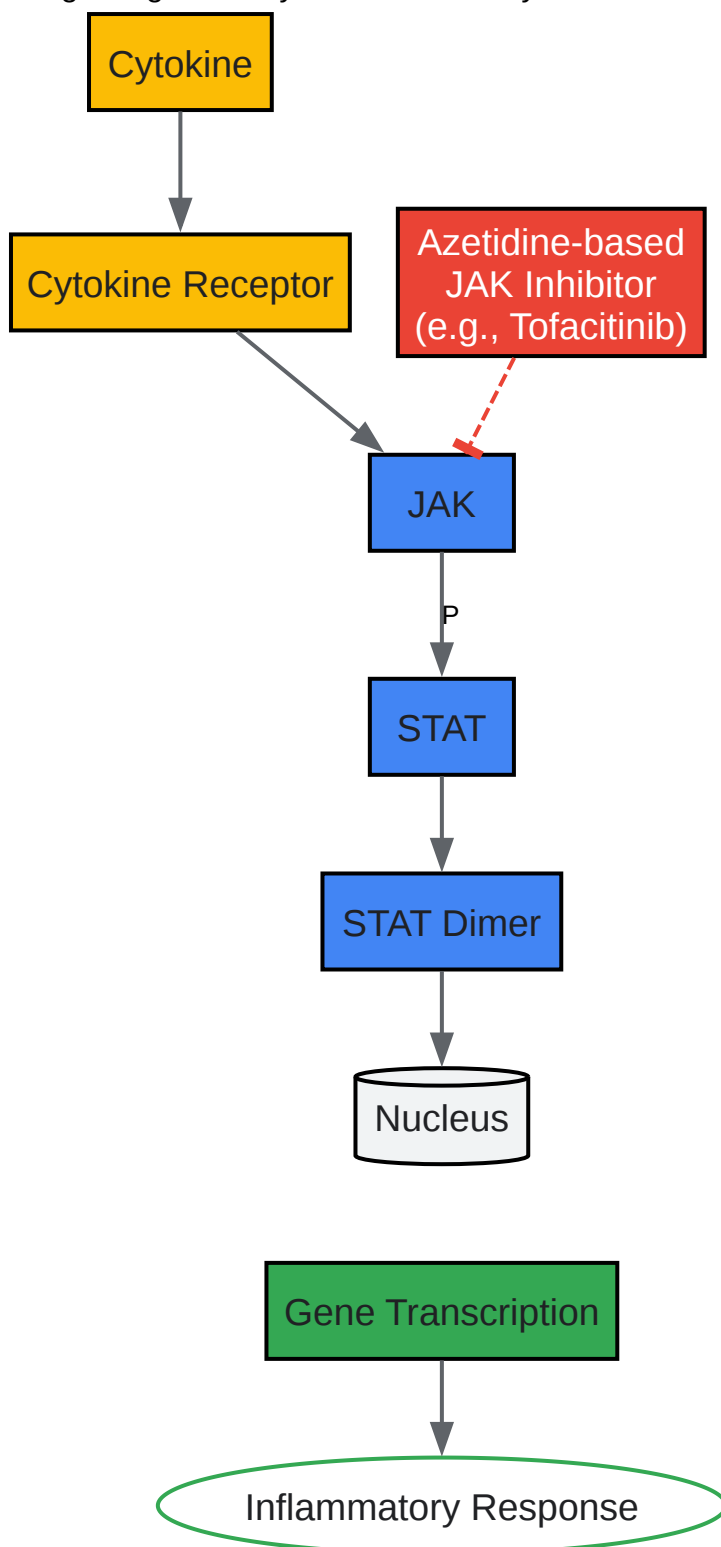 Cytokine
Cytokine Receptor
Azetidine-based
JAK Inhibitor
(e.g., Tofacitinib)
JAK
P
STAT
STAT Dimer
Nucleus
Gene Transcription
Inflammatory Response